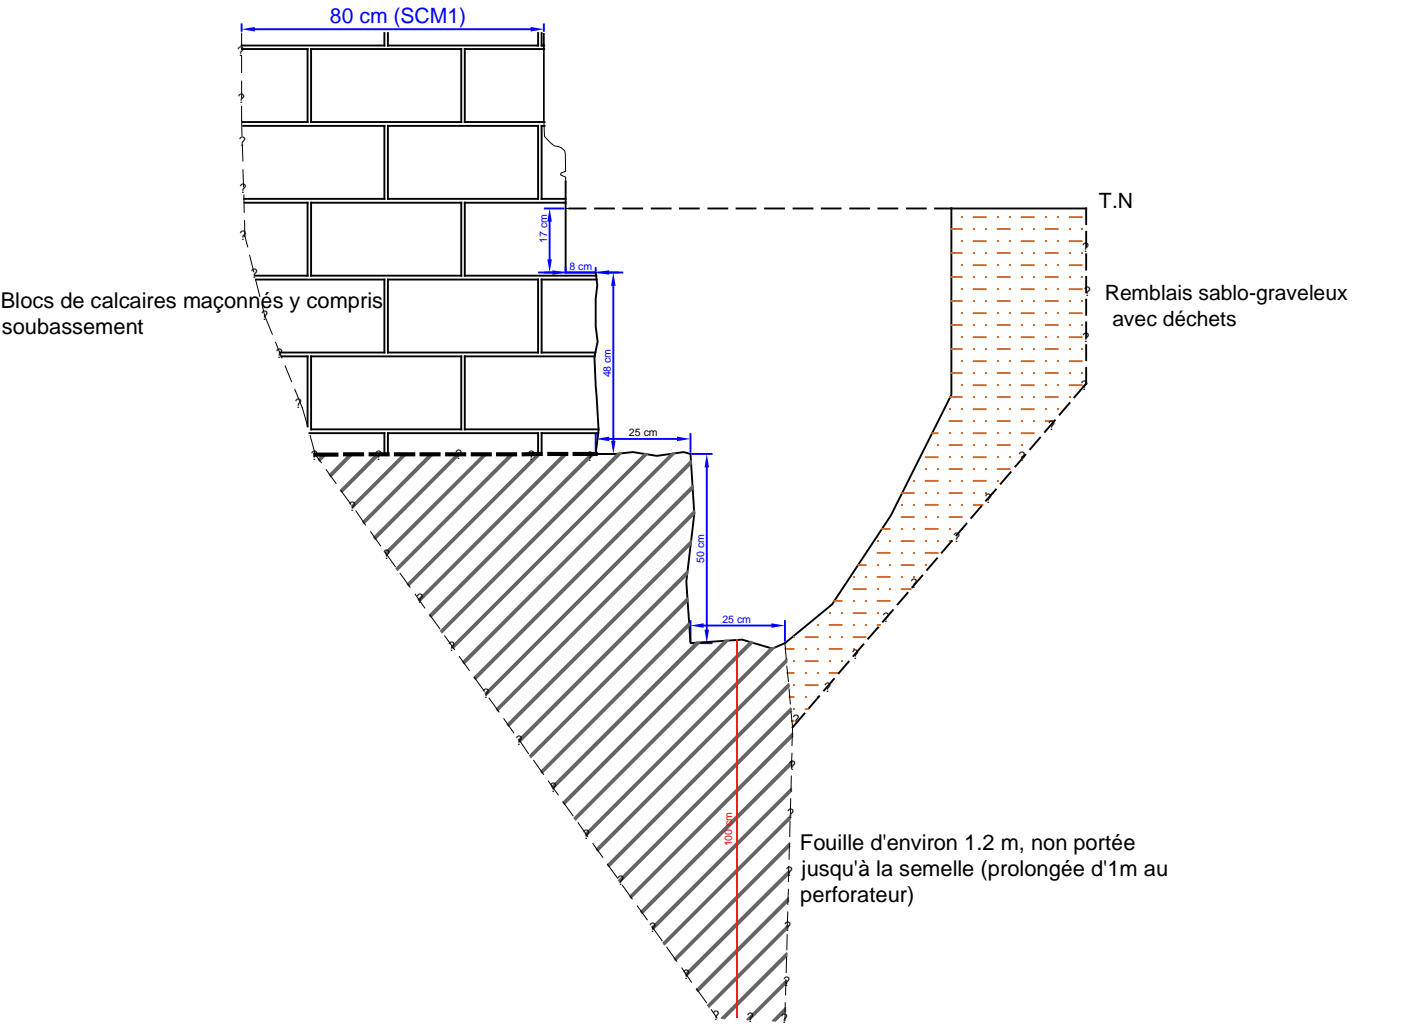 80 cm (SCM1)
T.N
17 cm
8 cm
Blocs de calcaires maçonnés y compris
soubassement
Remblais sablo-graveleux
avec déchets
48 cm
25 cm
50 cm
25 cm
100 cm
Fouille d'environ 1.2 m, non portée
jusqu'à la semelle (prolongée d'1m au
perforateur)